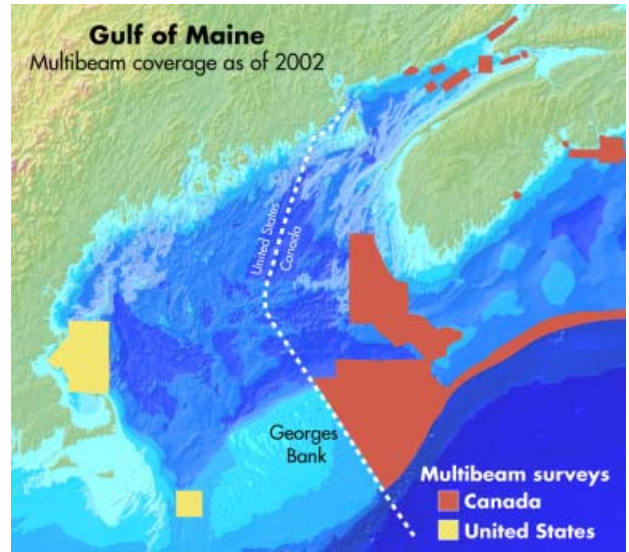 Gulf of Maine
Multibeam coverage as of 2002
United States
Canada
Georges
Bank
Multibeam surveys
Canada
United States